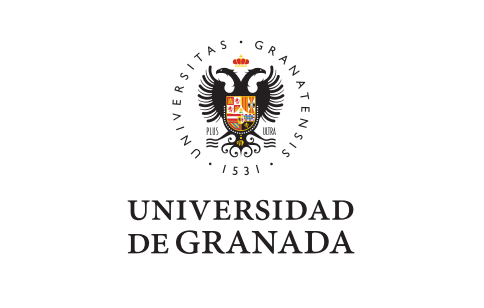 · UNIVERSITAS · GRANATENSIS · 1531
PLUS ULTRA
UNIVERSIDAD
DE GRANADA